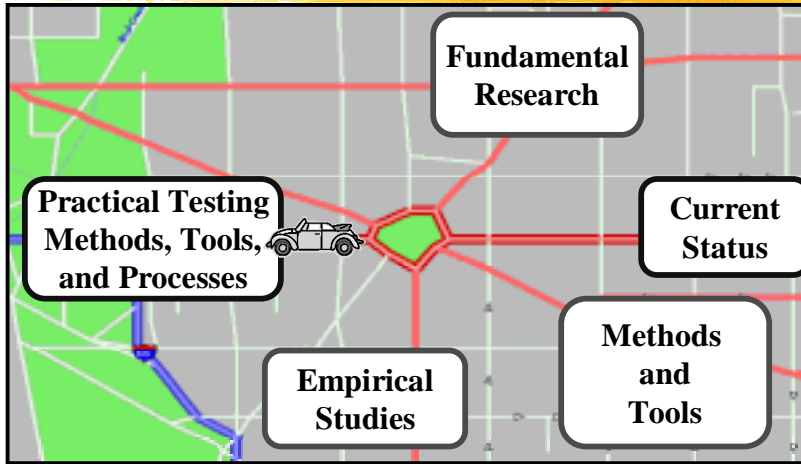 Fundamental
Research
Practical Testing
Methods, Tools,
and Processes
Current
Status
Methods
and
Tools
Empirical
Studies